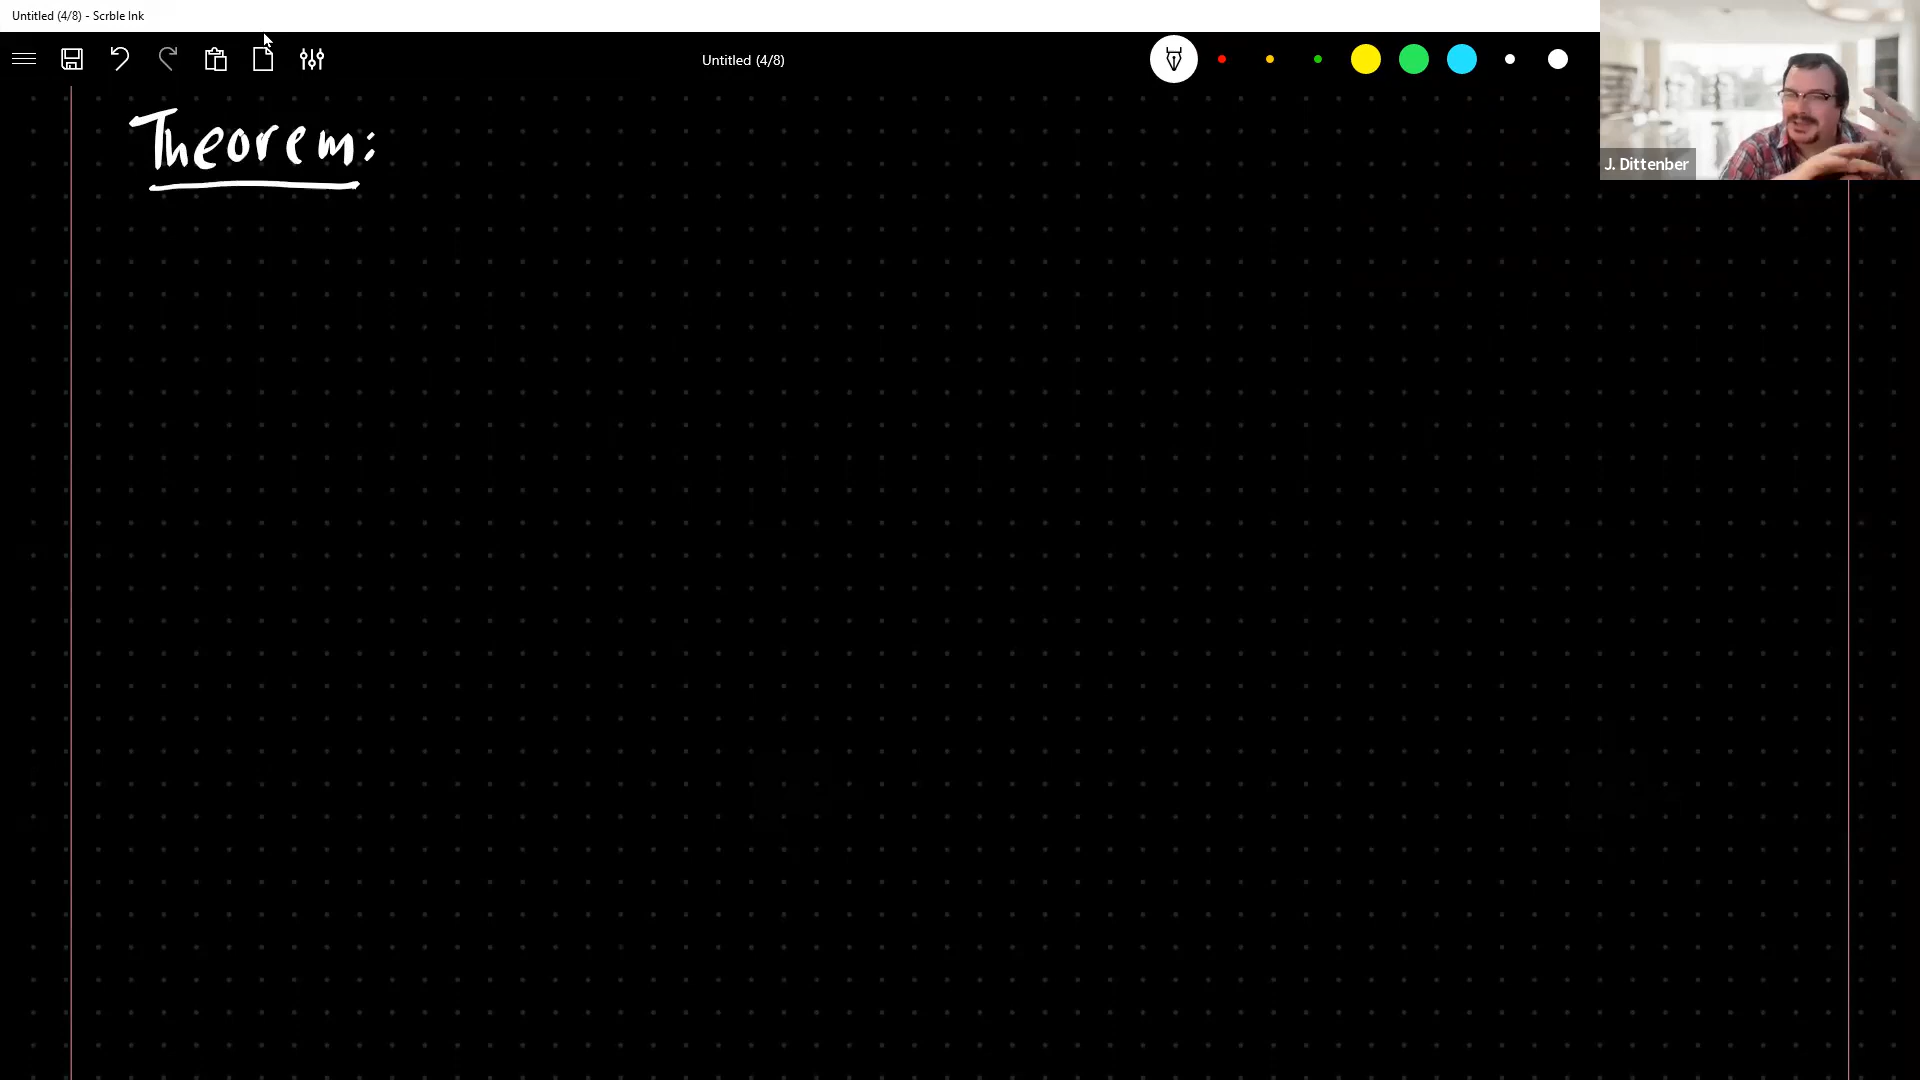 Untitled (4/8) - Scrble Ink
Untitled (4/8)
J. Dittenber
Theorem: